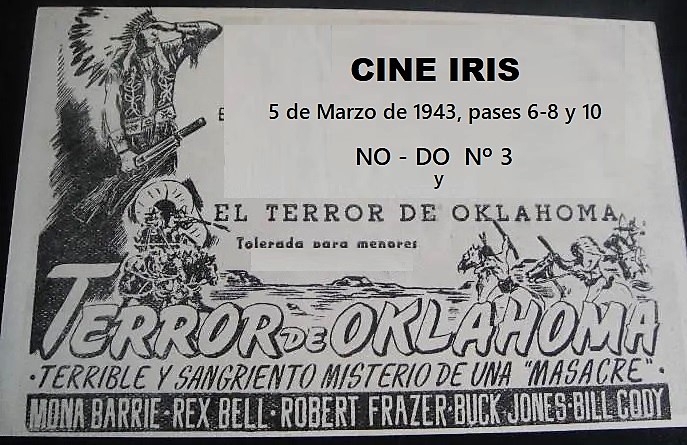 CINE IRIS
5 de Marzo de 1943, pases 6-8 y 10
NO - DO Nº 3
y
EL TERROR DE OKLAHOMA
Tolerada para menores
TERROR DE OKLAHOMA
·TERRIBLE Y SANGRIENTO MISTERIO DE UNA "MASACRE"·
MONA BARRIE·REX BELL·ROBERT FRAZER·BUCK JONES·BILL CODY